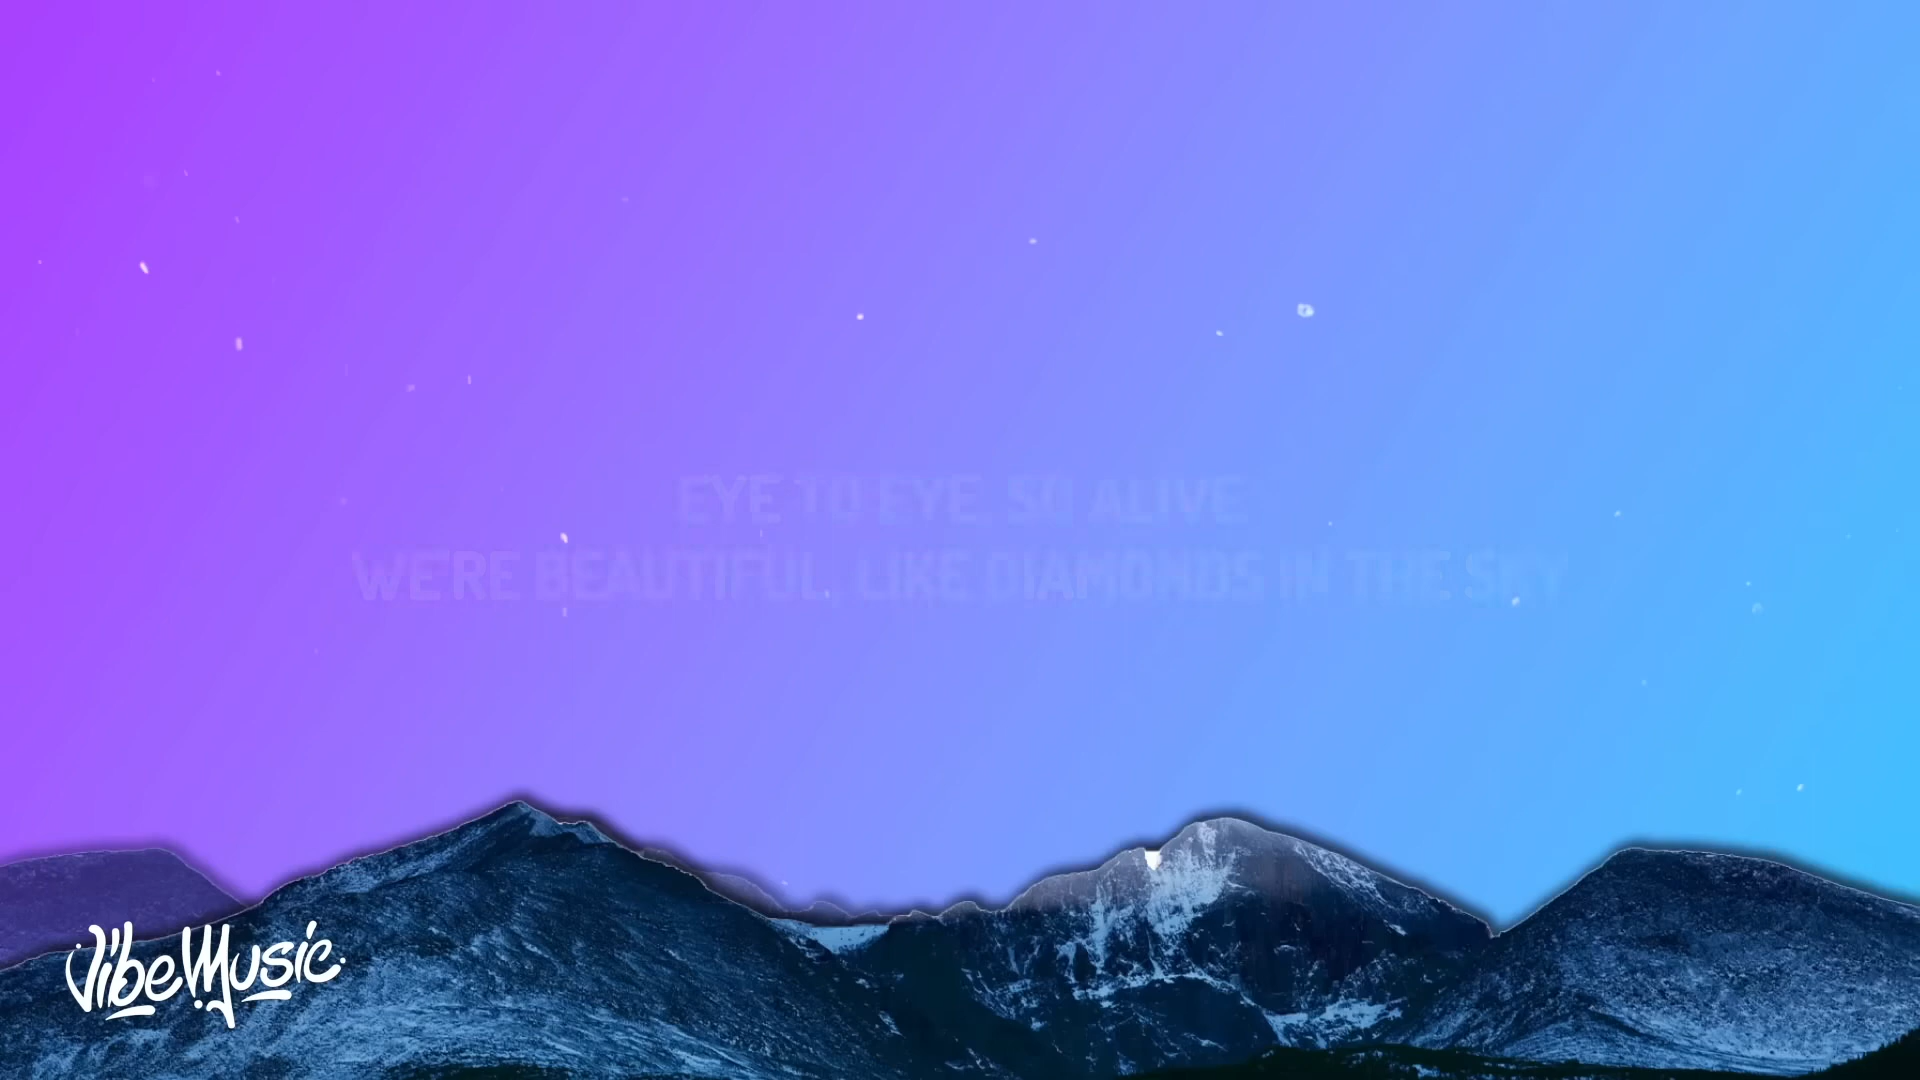 EYE TO EYE, SO ALIVE
WE'RE BEAUTIFUL, LIKE DIAMONDS IN THE SKY
VibeMusic